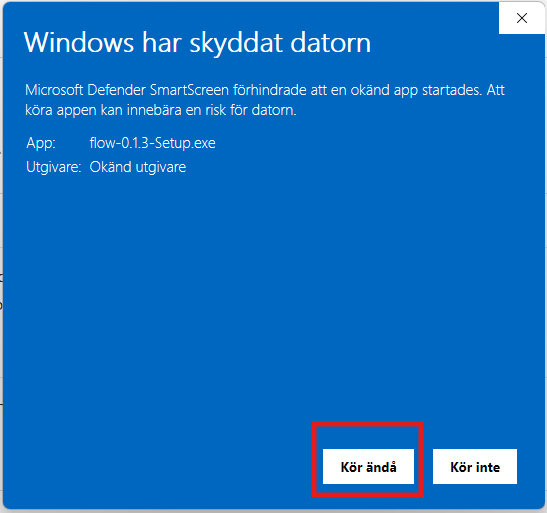 Windows har skyddat datorn
Microsoft Defender SmartScreen förhindrade att en okänd app startades. Att
köra appen kan innebära en risk för datorn.
App: flow-0.1.3-Setup.exe
Utgivare: Okänd utgivare
Kör ändå Kör inte